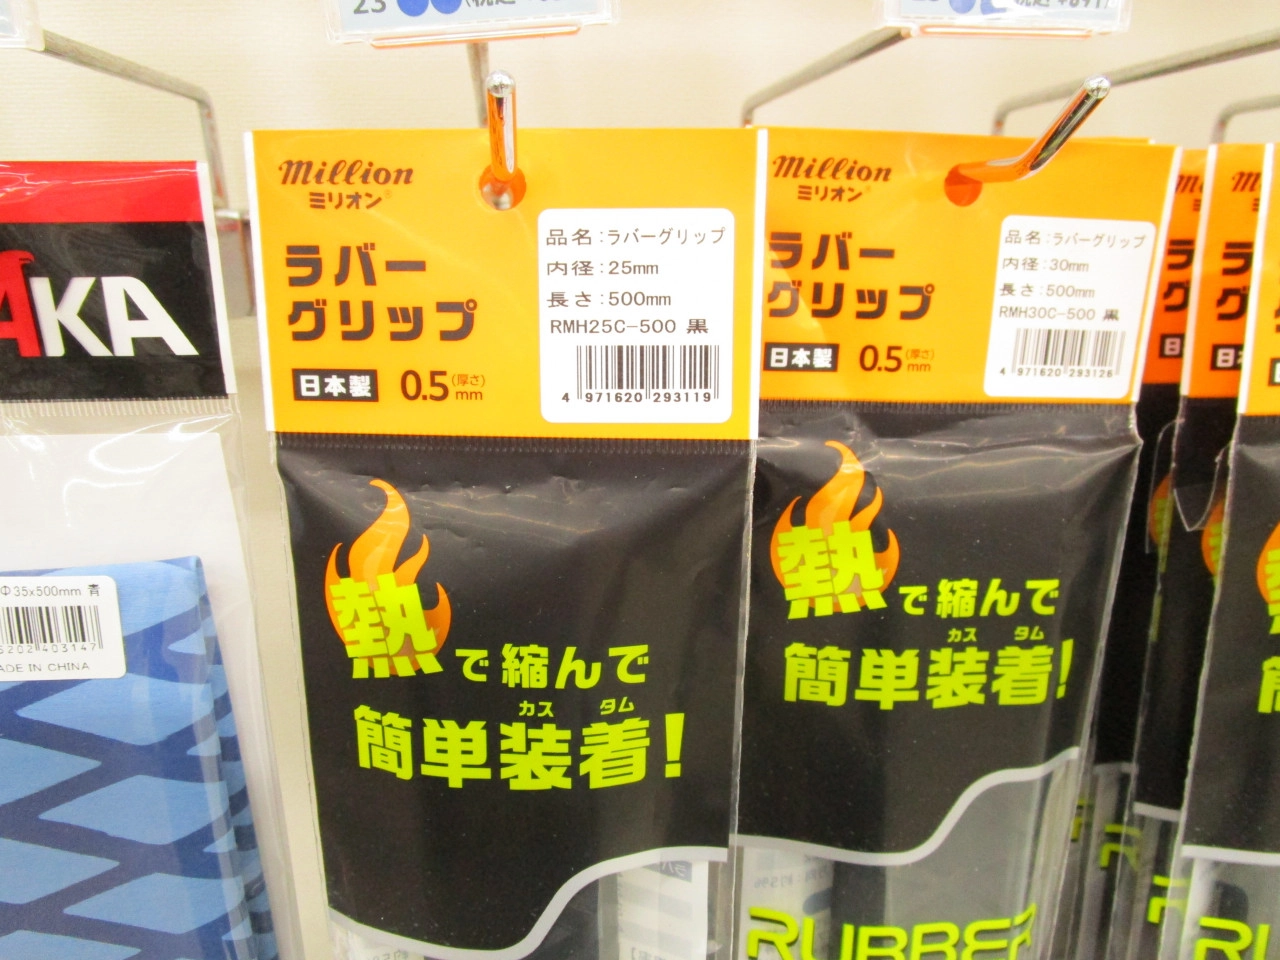 AKA
Φ35x500mm 青
MADE IN CHINA
million
ミリオン
ラバー
グリップ
日本製 0.5(厚さ)mm
品名:ラバーグリップ
内径:25mm
長さ:500mm
RMH25C-500 黒
4 971620 293119
熱で縮んで
カス タム
簡単装着!
million
ミリオン
ラバー
グリップ
日本製 0.5(厚さ)mm
品名:ラバーグリップ
内径:30mm
長さ:500mm
RMH30C-500 黒
4 971620 293126
熱で縮んで
カス タム
簡単装着!
RUBBER